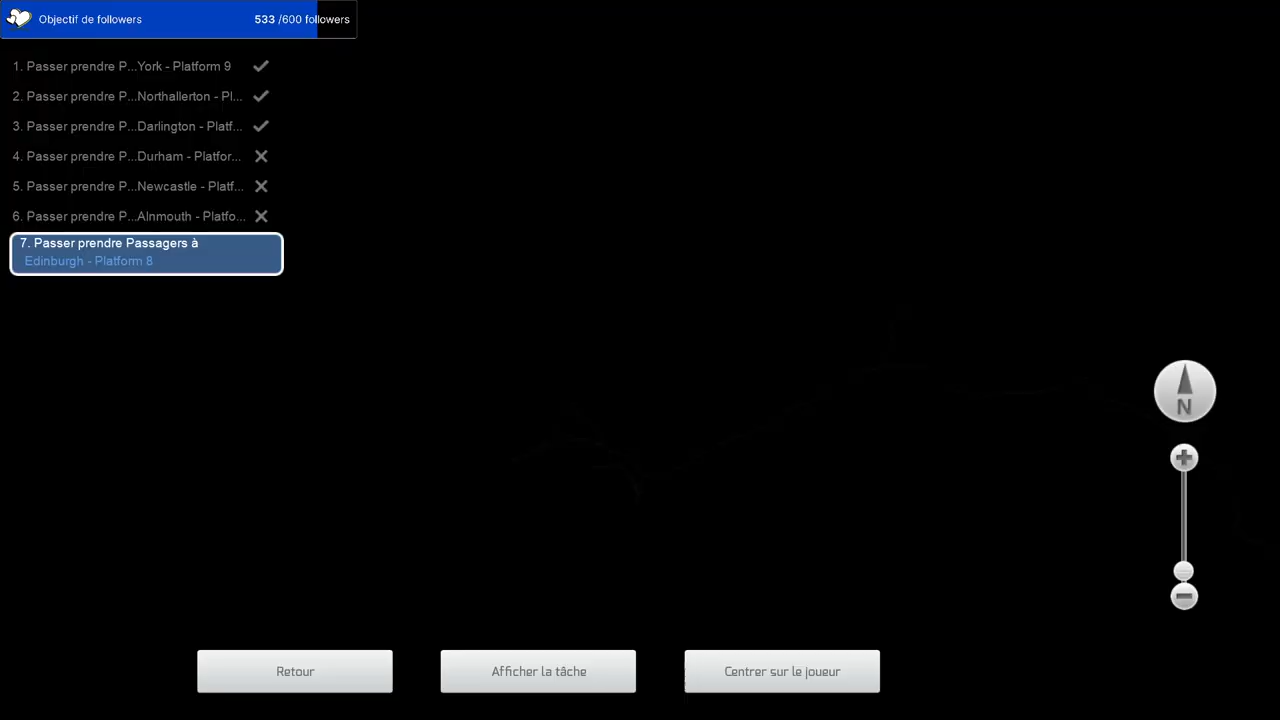 Objectif de followers 533 /600 followers
1. Passer prendre P...York - Platform 9
2. Passer prendre P...Northallerton - Pl...
3. Passer prendre P...Darlington - Platf...
4. Passer prendre P...Durham - Platfor...
5. Passer prendre P...Newcastle - Platf...
6. Passer prendre P...Alnmouth - Platfo...
7. Passer prendre Passagers à
Edinburgh - Platform 8
N
Retour Afficher la tâche Centrer sur le joueur